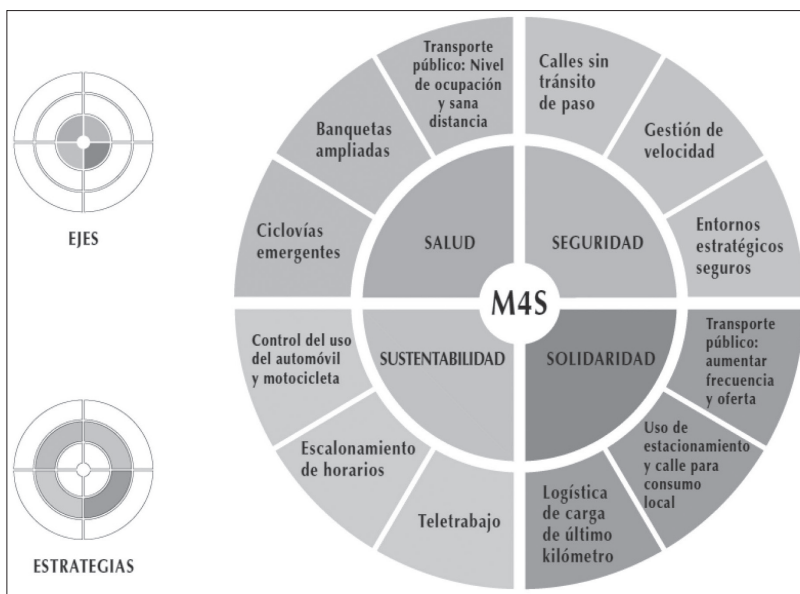 EJES
ESTRATEGIAS
M4S
SALUD
SEGURIDAD
SUSTENTABILIDAD
SOLIDARIDAD
Ciclovías
emergentes
Banquetas
ampliadas
Transporte
público: Nivel
de ocupación
y sana
distancia
Calles sin
tránsito
de paso
Gestión de
velocidad
Entornos
estratégicos
seguros
Transporte
público:
aumentar
frecuencia
y oferta
Uso de
estacionamiento
y calle para
consumo
local
Logística
de carga
de último
kilómetro
Teletrabajo
Escalonamiento
de horarios
Control del uso
del automóvil
y motocicleta